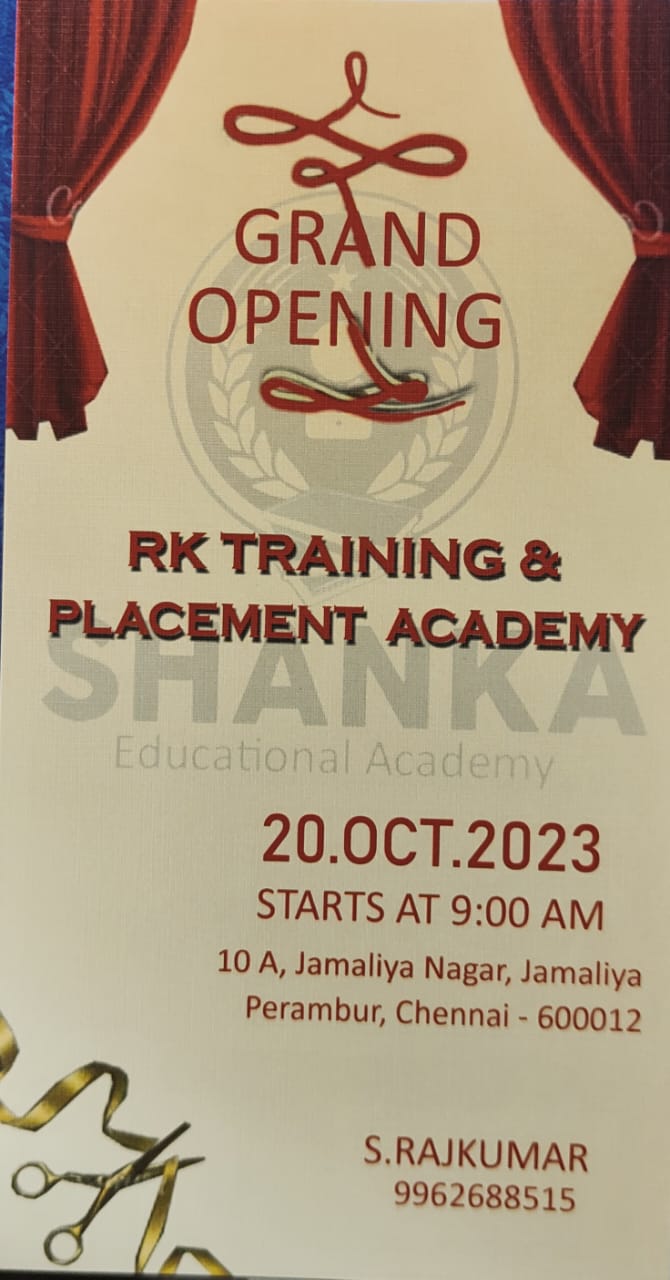 GRAND
OPENING
RK TRAINING &
PLACEMENT ACADEMY
SHANKA
Educational Academy
20.OCT.2023
STARTS AT 9:00 AM
10 A, Jamaliya Nagar, Jamaliya
Perambur, Chennai - 600012
S.RAJKUMAR
9962688515